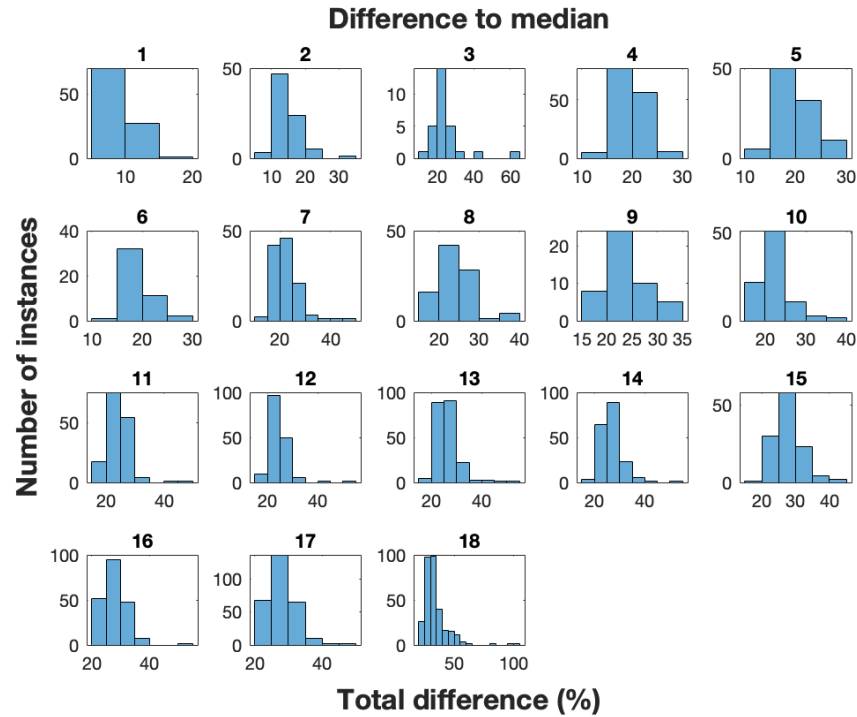 Difference to median
1 2 3 4 5
50 0 10 20
50 0 10 20 30
10 5 0 20 40 60
50 0 10 20 30
50 0 10 20 30
6 7 8 9 10
40 20 0 10 20 30
50 0 20 40
50 0 20 30 40
20 10 0 15 20 25 30 35
50 0 20 30 40
11 12 13 14 15
50 0 20 40
100 50 0 20 40
100 50 0 20 40
100 50 0 20 40
50 0 20 30 40
16 17 18
100 50 0 20 40
100 50 0 20 40
100 50 0 50 100
Number of instances
Total difference (%)